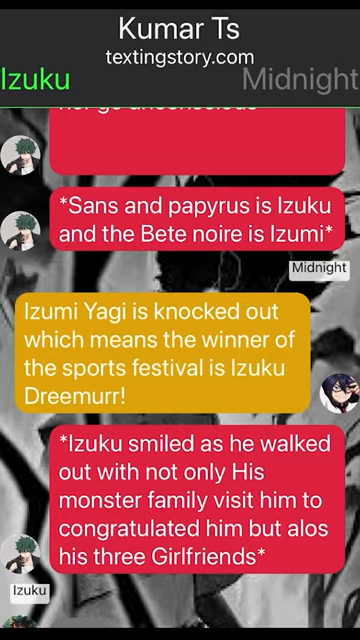 Kumar Ts
textingstory.com
Izuku Midnight
her go unconscious
*Sans and papyrus is Izuku
and the Bete noire is Izumi*
Midnight
Izumi Yagi is knocked out
which means the winner of
the sports festival is Izuku
Dreemurr!
*Izuku smiled as he walked
out with not only His
monster family visit him to
congratulated him but alos
his three Girlfriends*
Izuku